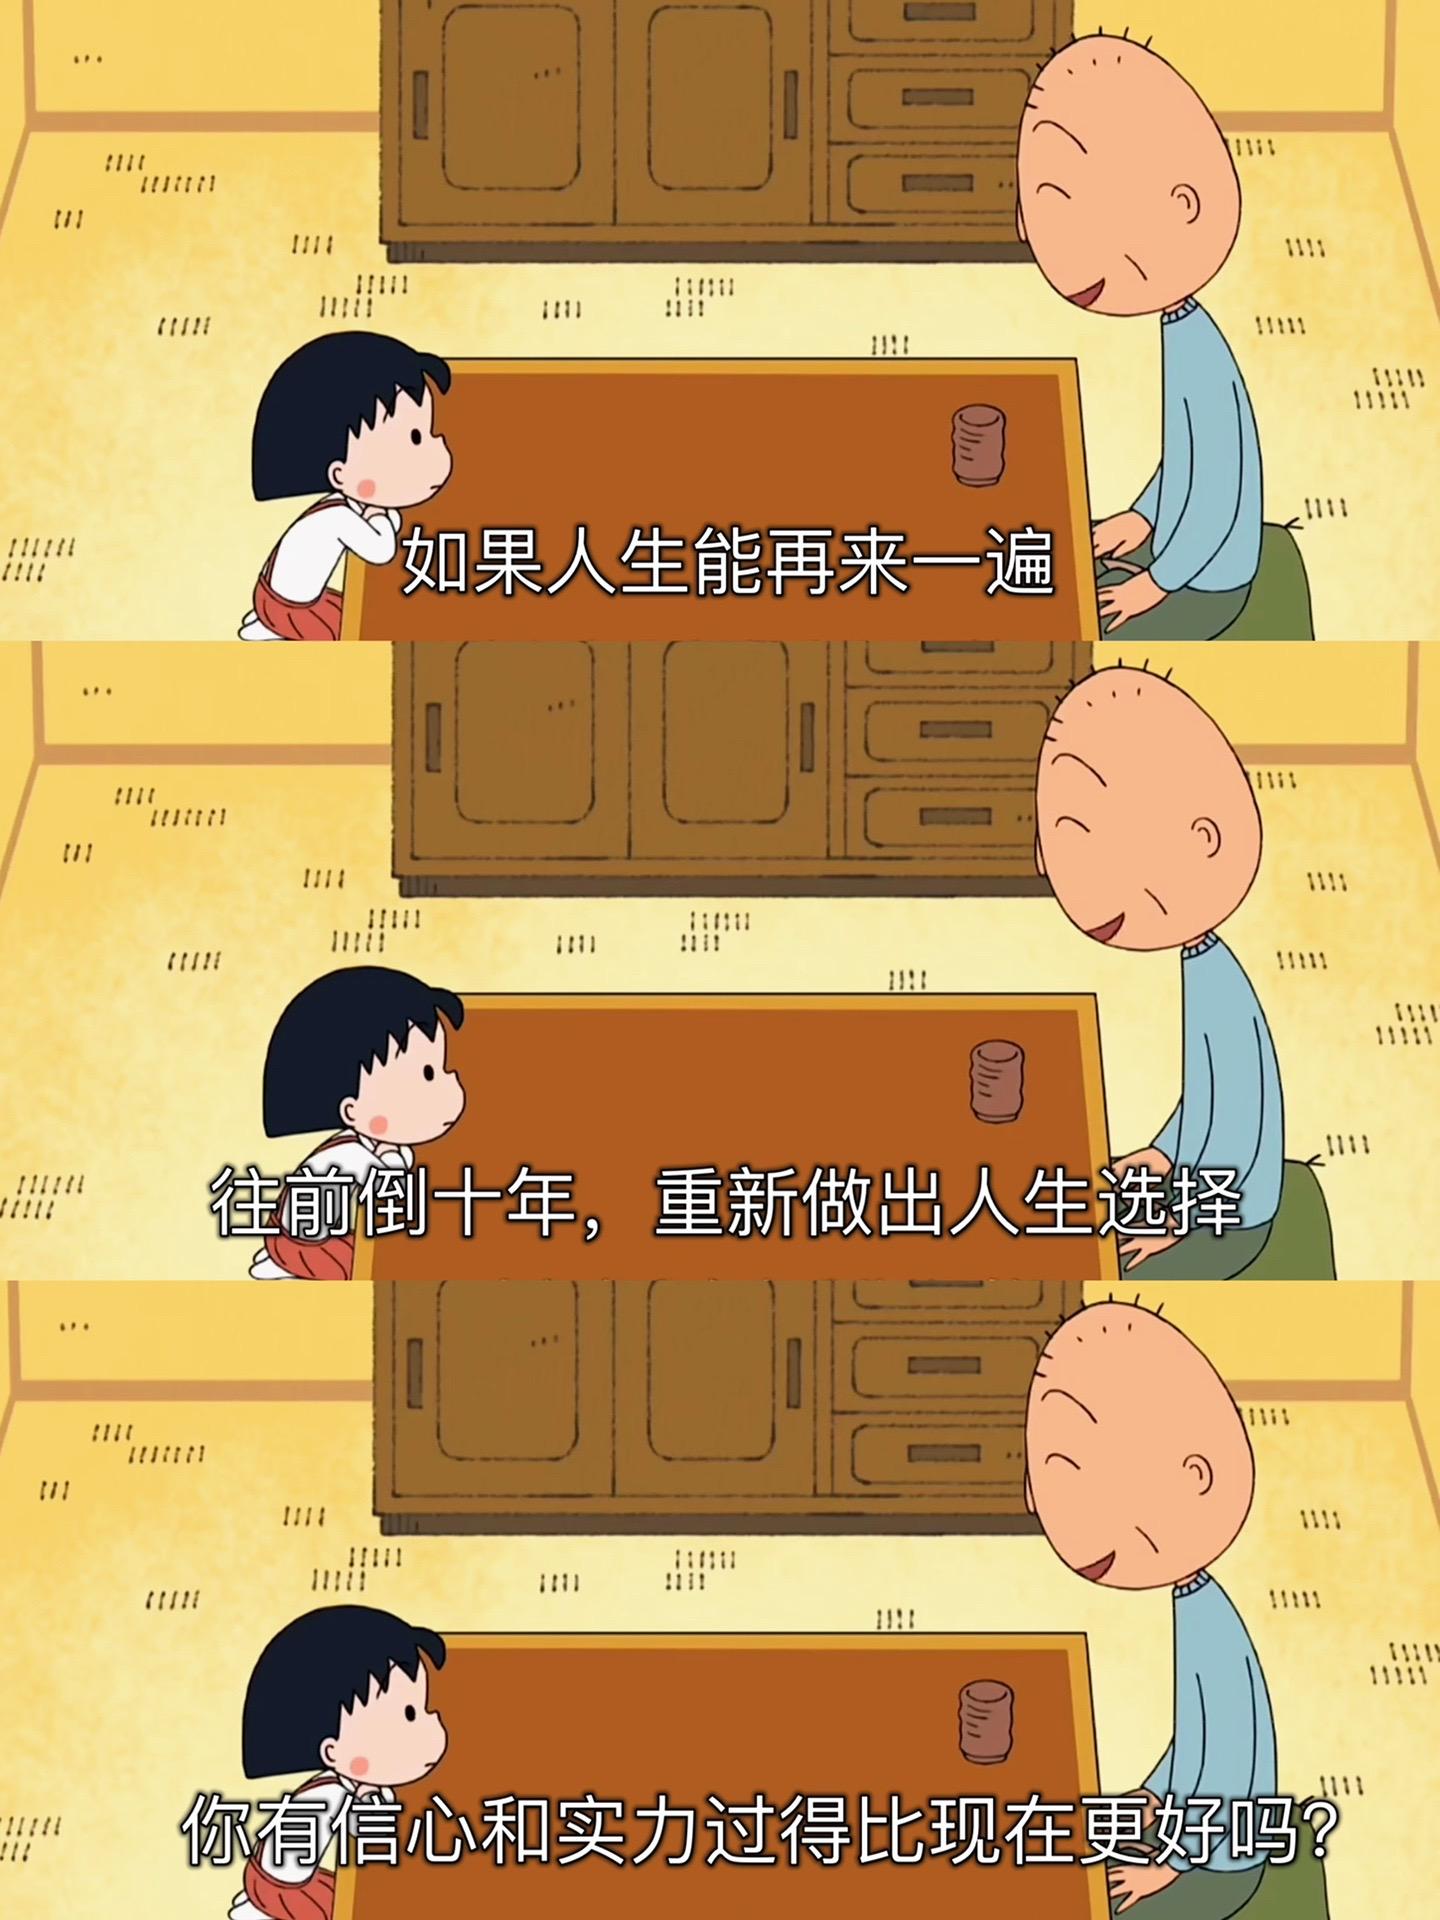 如果人生能再来一遍
往前倒十年，重新做出人生选择
你有信心和实力过得比现在更好吗？